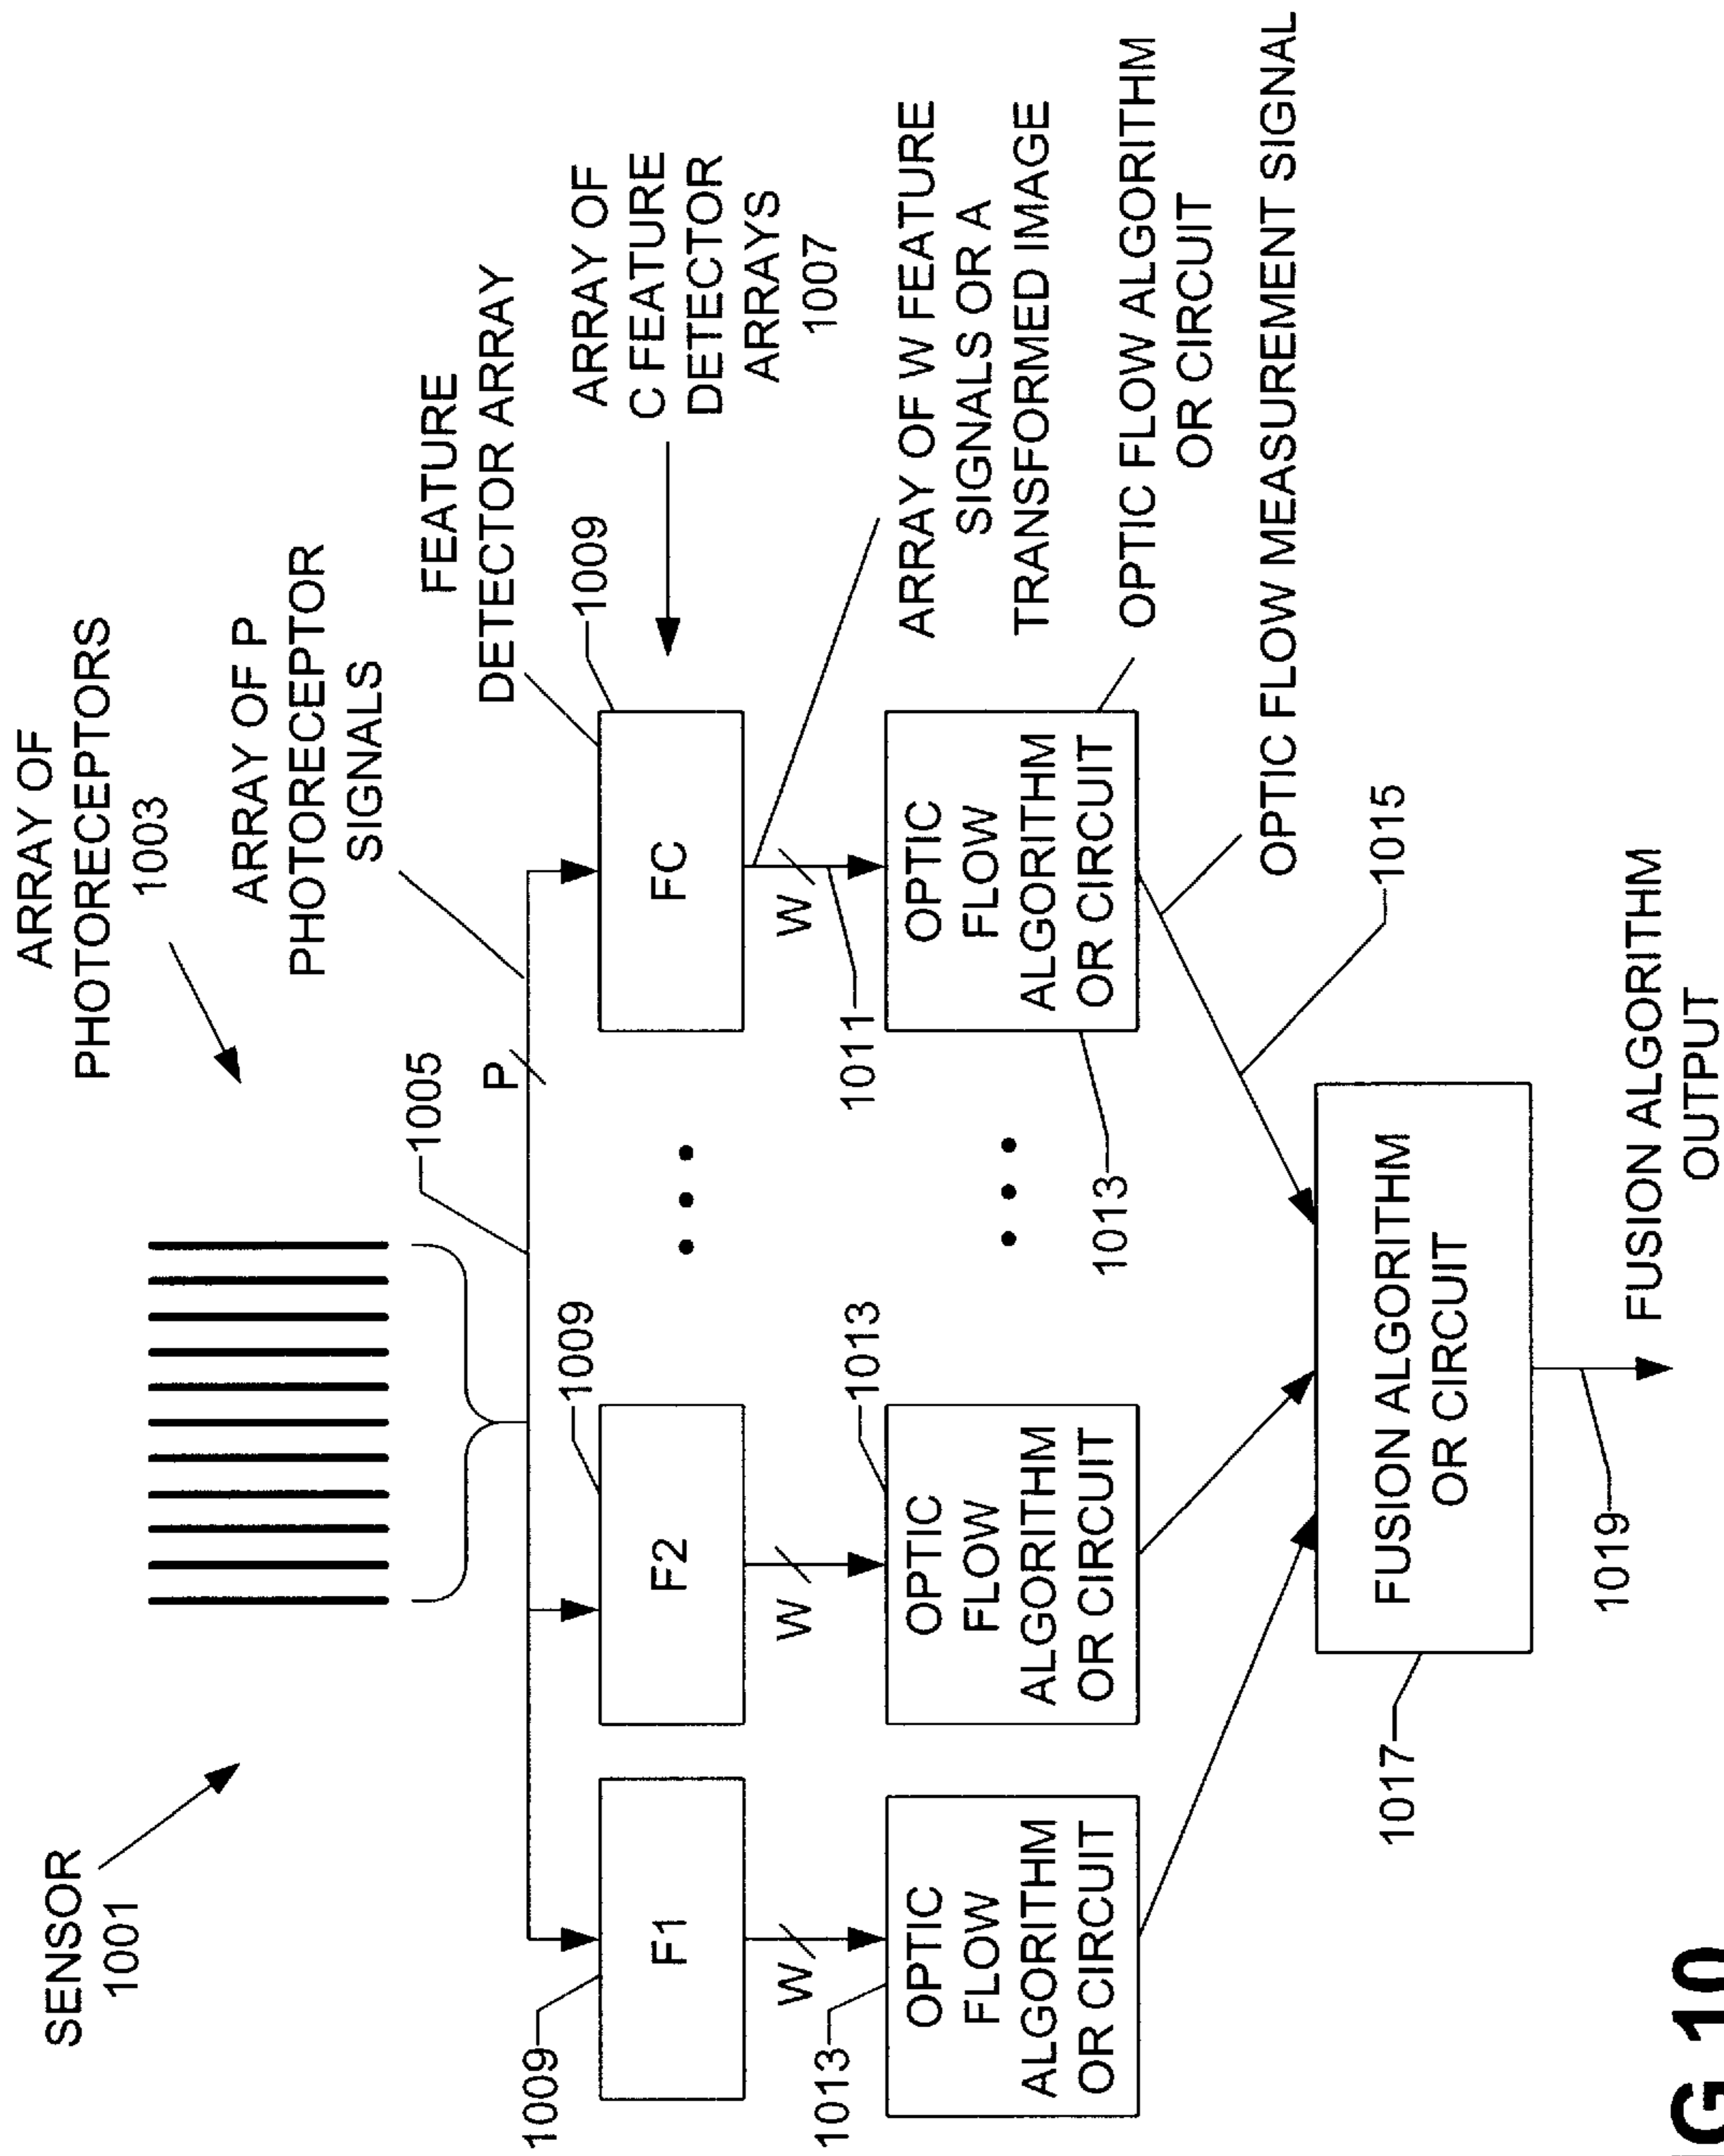 SENSOR
1001
ARRAY OF
PHOTORECEPTORS
1003
ARRAY OF P
PHOTORECEPTOR
SIGNALS
1005
P
FEATURE
DETECTOR ARRAY
1009
1009
1009
F1
F2
FC
ARRAY OF
C FEATURE
DETECTOR
ARRAYS
1007
W
W
W
1011
ARRAY OF W FEATURE
SIGNALS OR A
TRANSFORMED IMAGE
1013
1013
1013
OPTIC
FLOW
ALGORITHM
OR CIRCUIT
OPTIC
FLOW
ALGORITHM
OR CIRCUIT
OPTIC
FLOW
ALGORITHM
OR CIRCUIT
OPTIC FLOW ALGORITHM
OR CIRCUIT
OPTIC FLOW MEASUREMENT SIGNAL
1015
1017
FUSION ALGORITHM
OR CIRCUIT
1019
FUSION ALGORITHM
OUTPUT
G 10